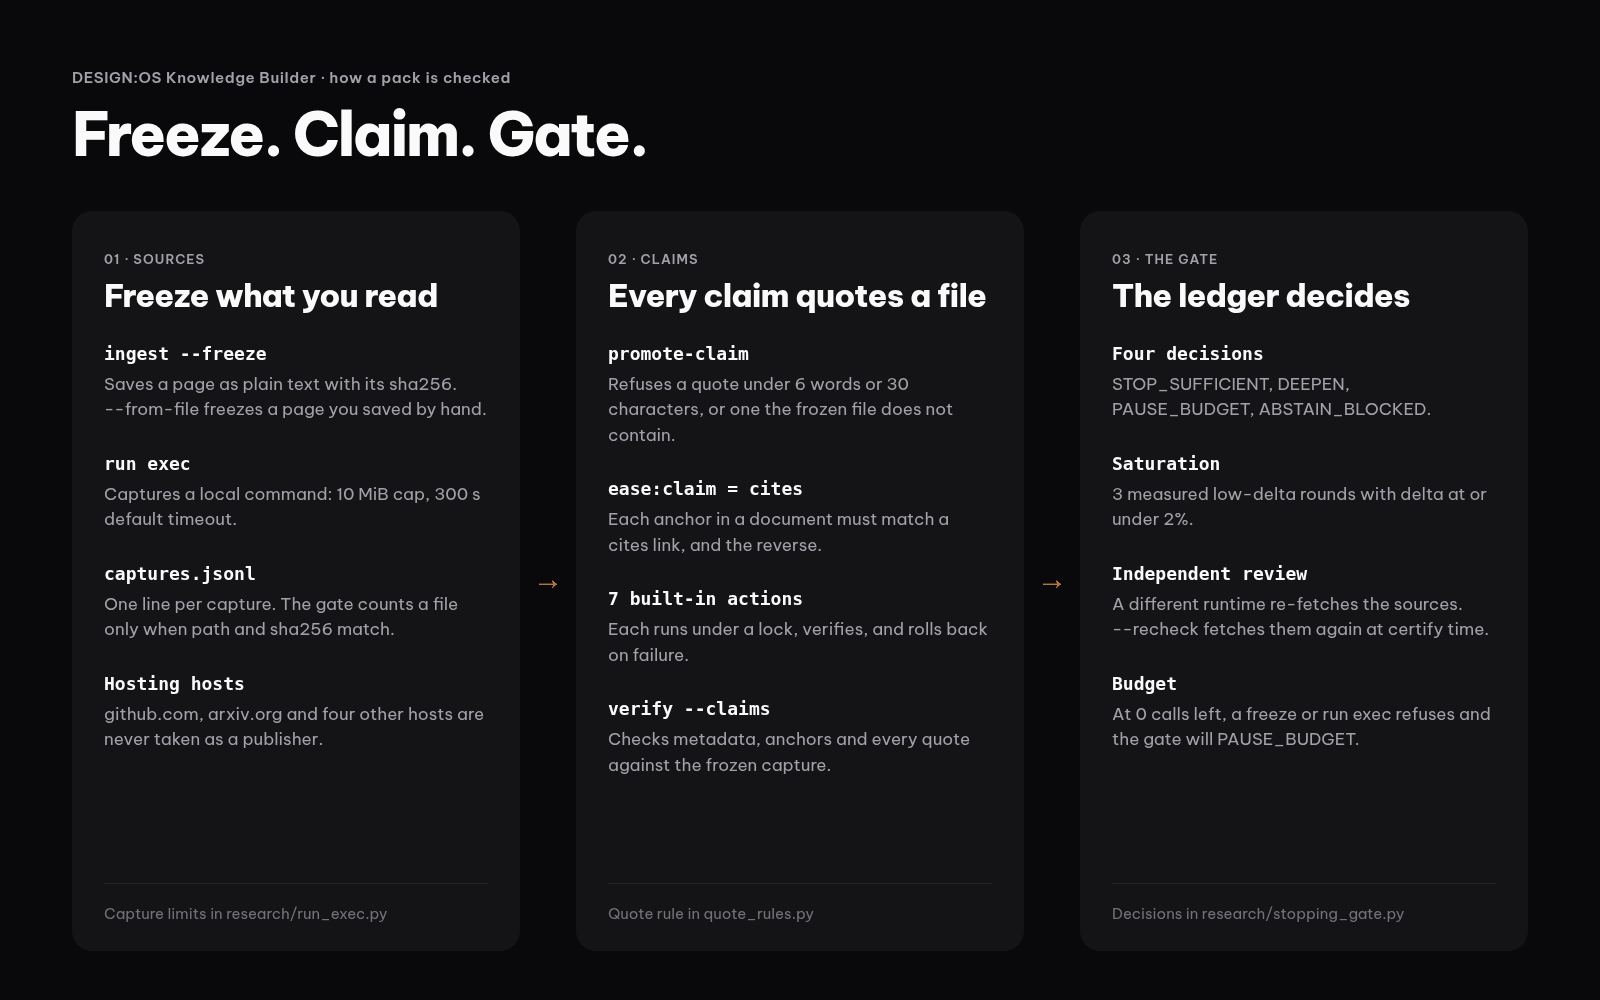 DESIGN:OS Knowledge Builder · how a pack is checked
Freeze. Claim. Gate.
01 · SOURCES
Freeze what you read
ingest --freeze
Saves a page as plain text with its sha256.
--from-file freezes a page you saved by hand.
run exec
Captures a local command: 10 MiB cap, 300 s
default timeout.
captures.jsonl
One line per capture. The gate counts a file
only when path and sha256 match.
Hosting hosts
github.com, arxiv.org and four other hosts are
never taken as a publisher.
Capture limits in research/run_exec.py
→
02 · CLAIMS
Every claim quotes a file
promote-claim
Refuses a quote under 6 words or 30
characters, or one the frozen file does not
contain.
ease:claim = cites
Each anchor in a document must match a
cites link, and the reverse.
7 built-in actions
Each runs under a lock, verifies, and rolls back
on failure.
verify --claims
Checks metadata, anchors and every quote
against the frozen capture.
Quote rule in quote_rules.py
→
03 · THE GATE
The ledger decides
Four decisions
STOP_SUFFICIENT, DEEPEN,
PAUSE_BUDGET, ABSTAIN_BLOCKED.
Saturation
3 measured low-delta rounds with delta at or
under 2%.
Independent review
A different runtime re-fetches the sources.
--recheck fetches them again at certify time.
Budget
At 0 calls left, a freeze or run exec refuses and
the gate will PAUSE_BUDGET.
Decisions in research/stopping_gate.py